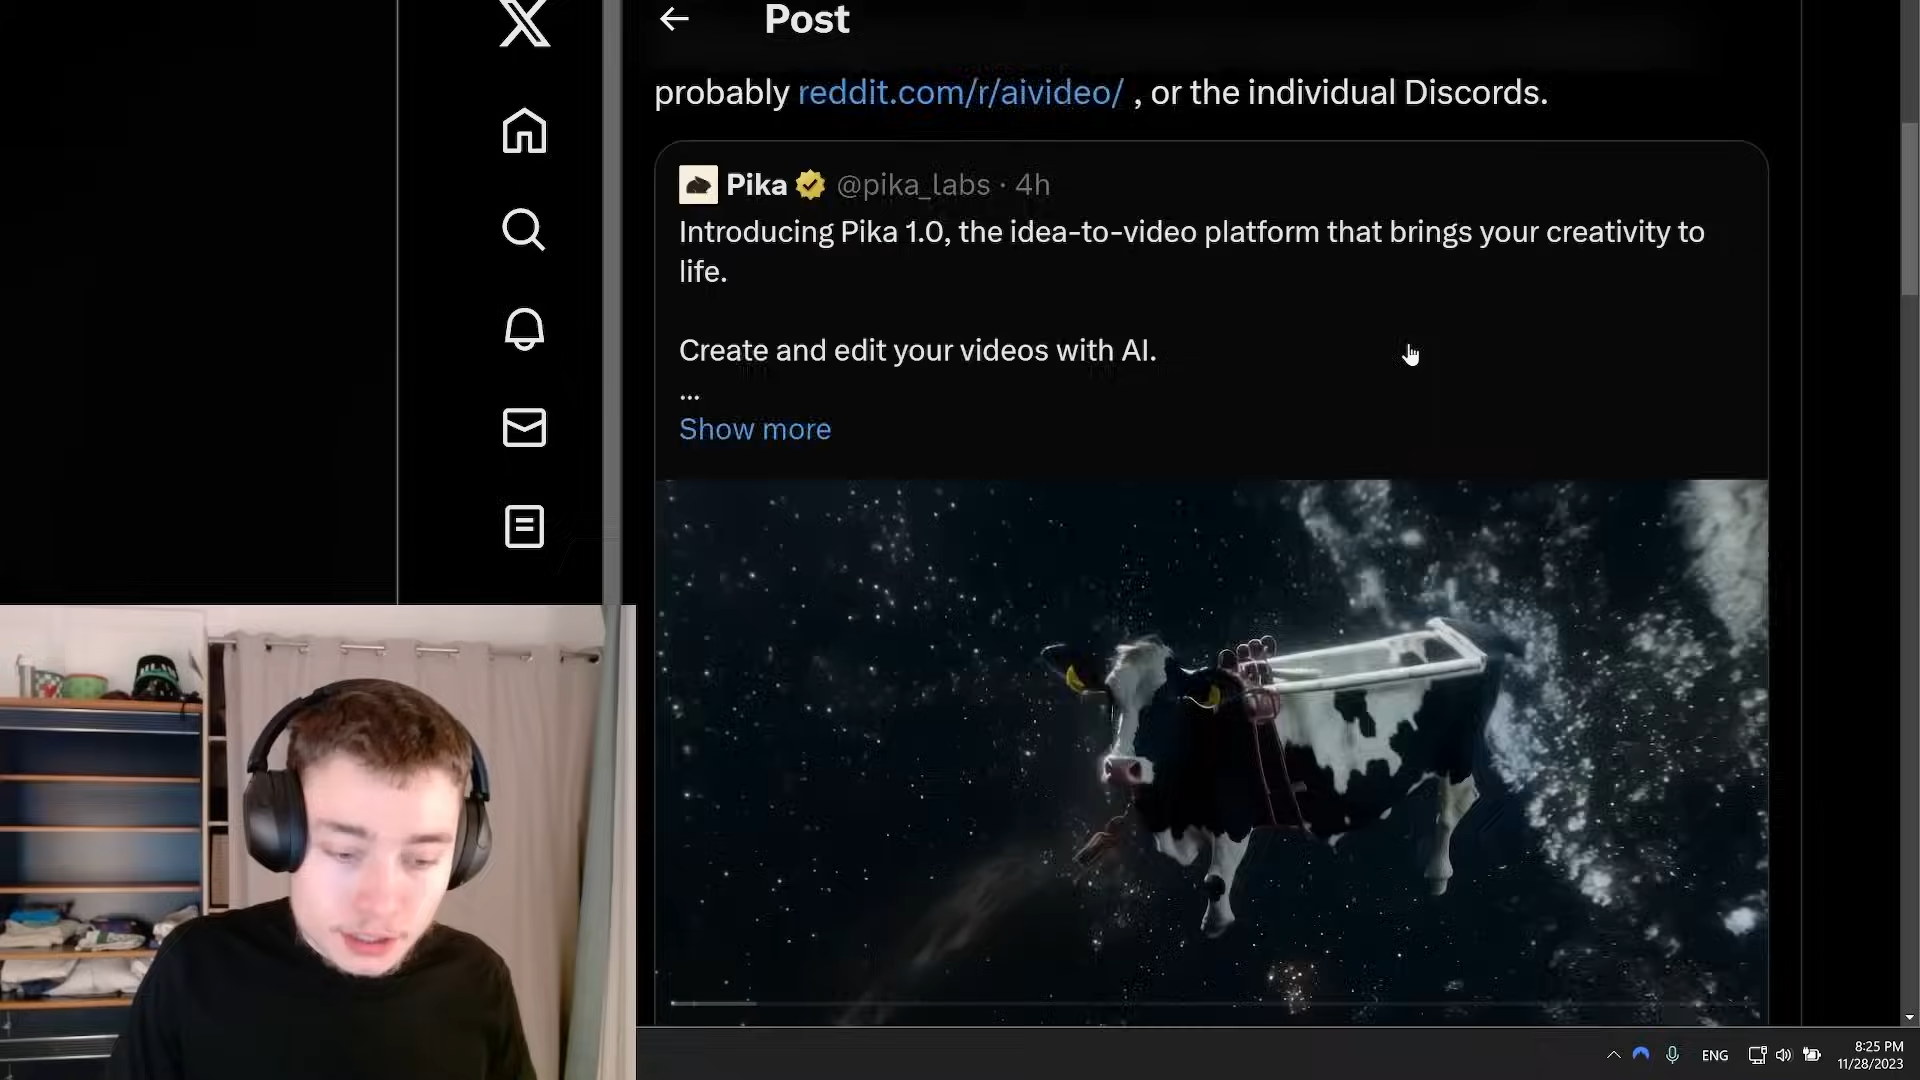 Post
probably reddit.com/r/aivideo/ , or the individual Discords.
Pika @pika_labs · 4h
Introducing Pika 1.0, the idea-to-video platform that brings your creativity to
life.
Create and edit your videos with AI.
...
Show more
ENG
8:25 PM
11/28/2023